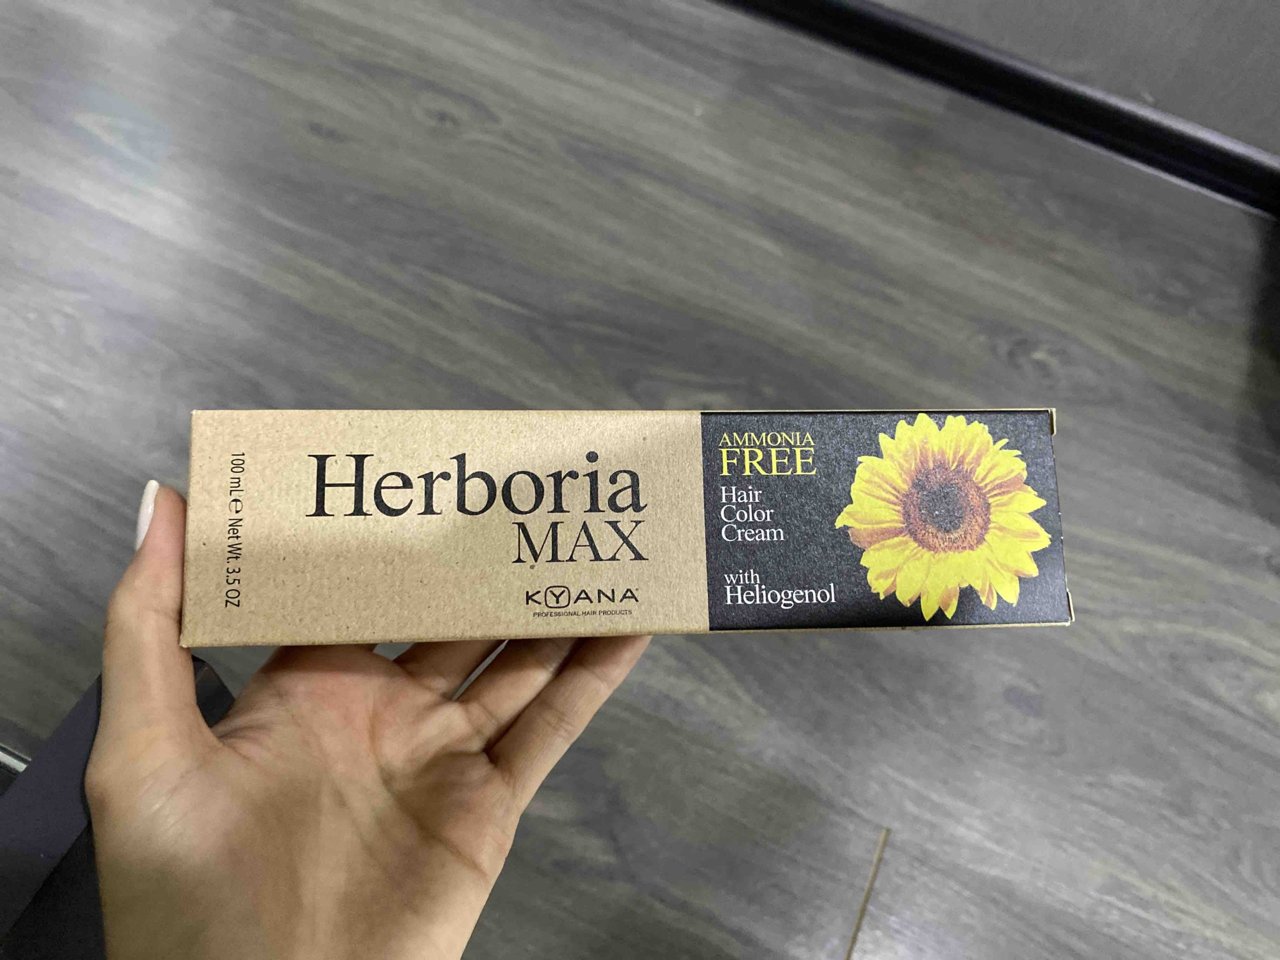 100 mL ℮ Net Wt. 3.5 OZ
Herboria
MAX
KYANA
PROFESSIONAL HAIR PRODUCTS
AMMONIA
FREE
Hair
Color
Cream
with
Heliogenol